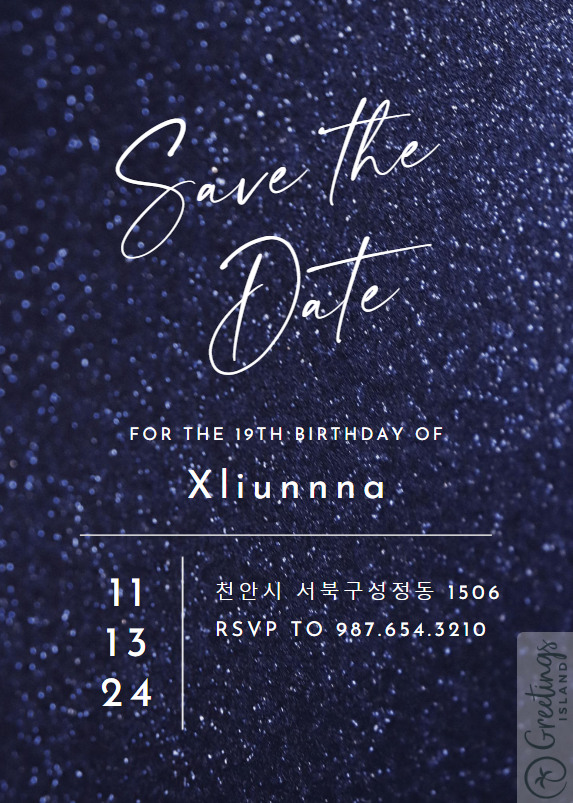 Save the
Date
FOR THE 19TH BIRTHDAY OF
Xliunnna
11
13
24
천안시 서북구성정동 1506
RSVP TO 987.654.3210
Greetings
ISLAND